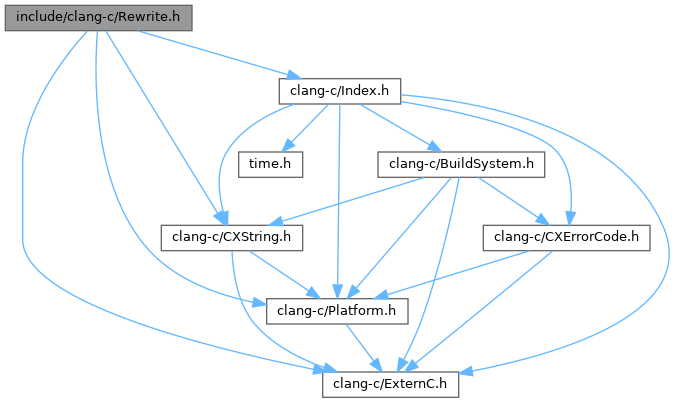 include/clang-c/Rewrite.h
clang-c/Index.h
time.h
clang-c/BuildSystem.h
clang-c/CXString.h
clang-c/CXErrorCode.h
clang-c/Platform.h
clang-c/ExternC.h